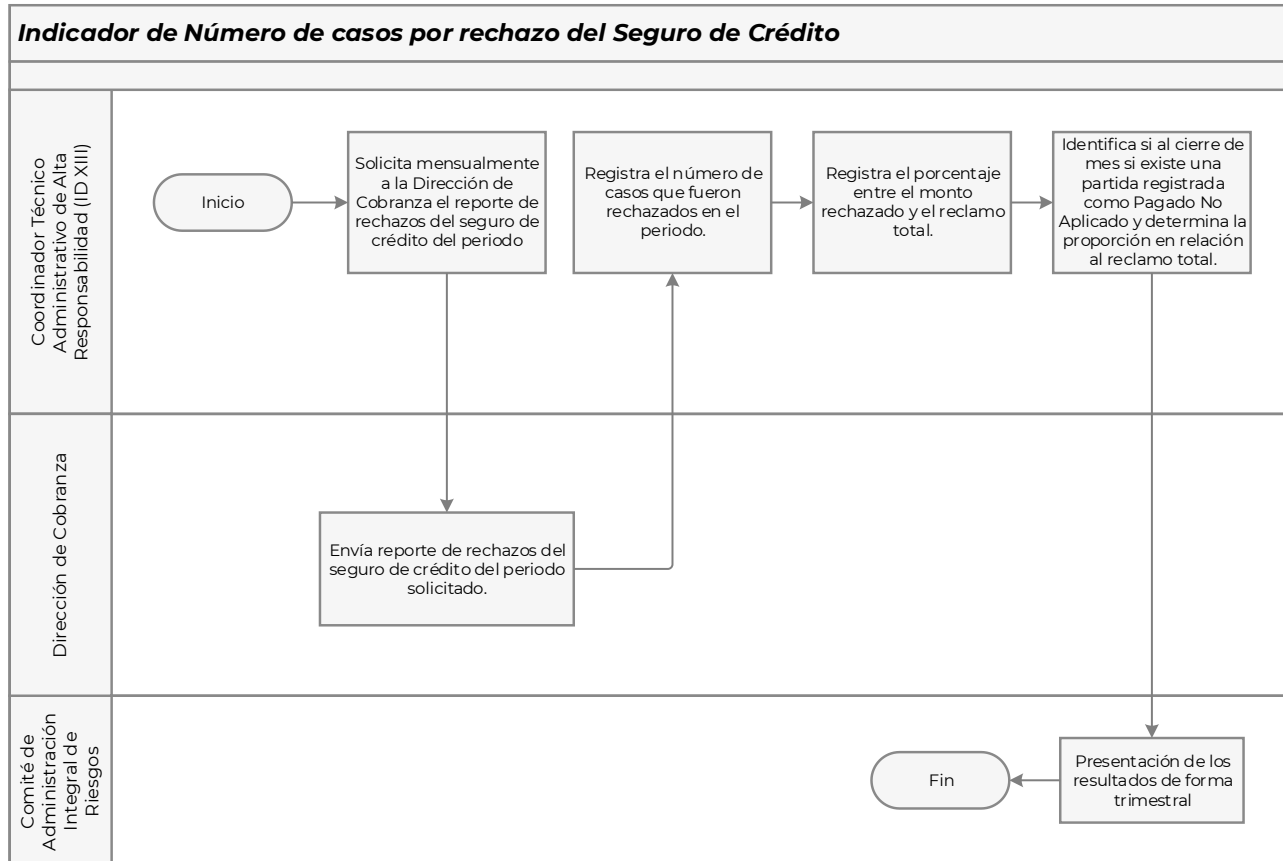 Indicador de Número de casos por rechazo del Seguro de Crédito
Coordinador Técnico
Administrativo de Alta
Responsabilidad (ID XIII)
Inicio
Solicita mensualmente
a la Dirección de
Cobranza el reporte de
rechazos del seguro de
crédito del periodo
Registra el número de
casos que fueron
rechazados en el
periodo.
Registra el porcentaje
entre el monto
rechazado y el reclamo
total.
Identifica si al cierre de
mes si existe una
partida registrada
como Pagado No
Aplicado y determina la
proporción en relación
al reclamo total.
Dirección de Cobranza
Envía reporte de rechazos del
seguro de crédito del periodo
solicitado.
Comité de
Administración
Integral de
Riesgos
Fin
Presentación de los
resultados de forma
trimestral